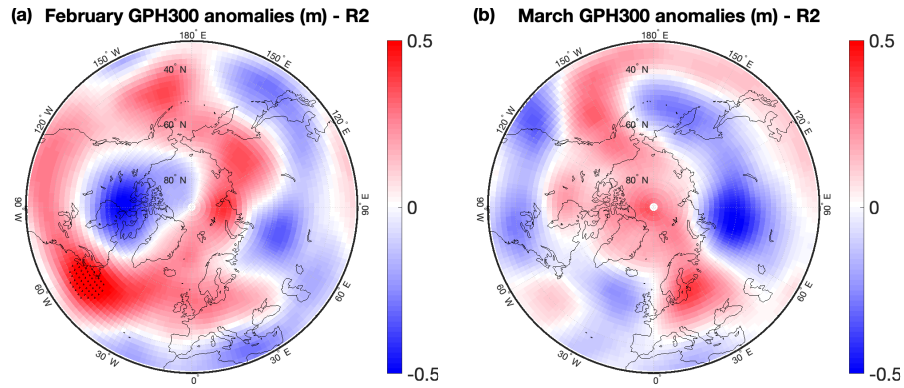 (a) February GPH300 anomalies (m) - R2
180° E
150° W
150° E
40° N
120° W
120° E
60° N
80° N
90° W
90° E
60° W
60° E
30° W
30° E
0°
0.5
0
-0.5
(b) March GPH300 anomalies (m) - R2
180° E
150° W
150° E
40° N
120° W
120° E
60° N
80° N
90° W
90° E
60° W
60° E
30° W
30° E
0°
0.5
0
-0.5